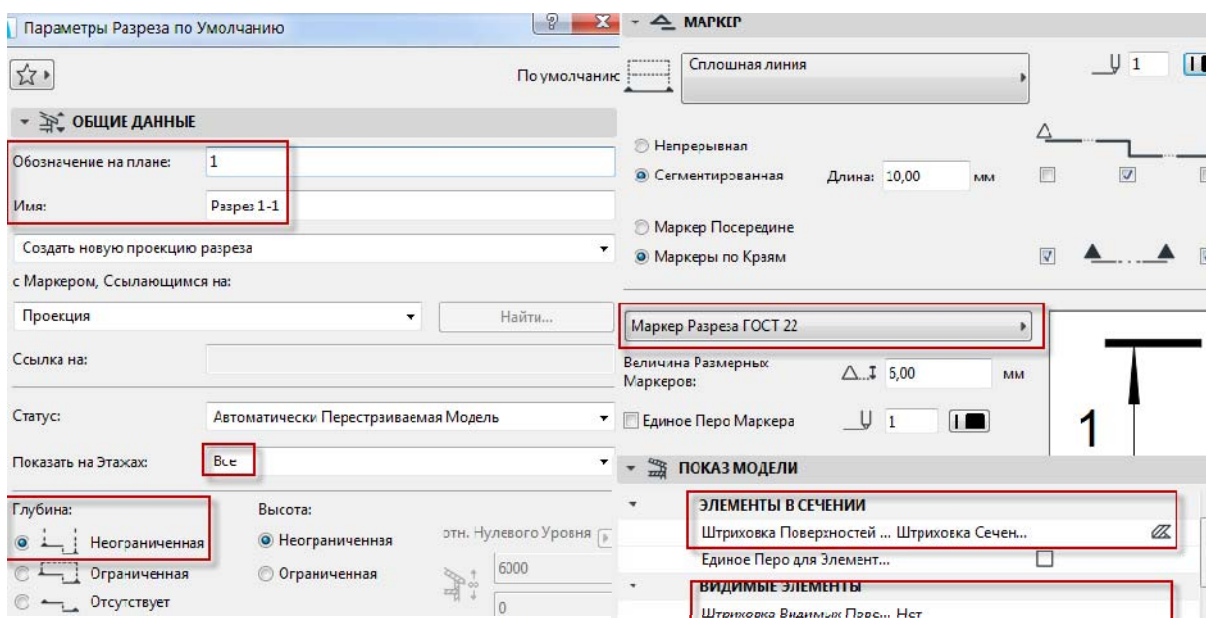 Параметры Разреза по Умолчанию
По умолчанию
ОБЩИЕ ДАННЫЕ
Обозначение на плане: 1
Имя: Разрез 1-1
Создать новую проекцию разреза
с Маркером, Ссылающимся на:
Проекция Найти...
Ссылка на:
Статус: Автоматически Перестраиваемая Модель
Показать на Этажах: Все
Глубина: Высота:
Неограниченная Неограниченная отн. Нулевого Уровня
Ограниченная Ограниченная 6000
Отсутствует 0
МАРКЕР
Сплошная линия 1
Непрерывная
Сегментированная Длина: 10,00 мм
Маркер Посередине
Маркеры по Краям
Маркер Разреза ГОСТ 22
Величина Размерных
Маркеров: 5,00 мм
Единое Перо Маркера 1
1
ПОКАЗ МОДЕЛИ
ЭЛЕМЕНТЫ В СЕЧЕНИИ
Штриховка Поверхностей ... Штриховка Сечен...
Единое Перо для Элемент...
ВИДИМЫЕ ЭЛЕМЕНТЫ
Штриховка Видимых Пове... Нет